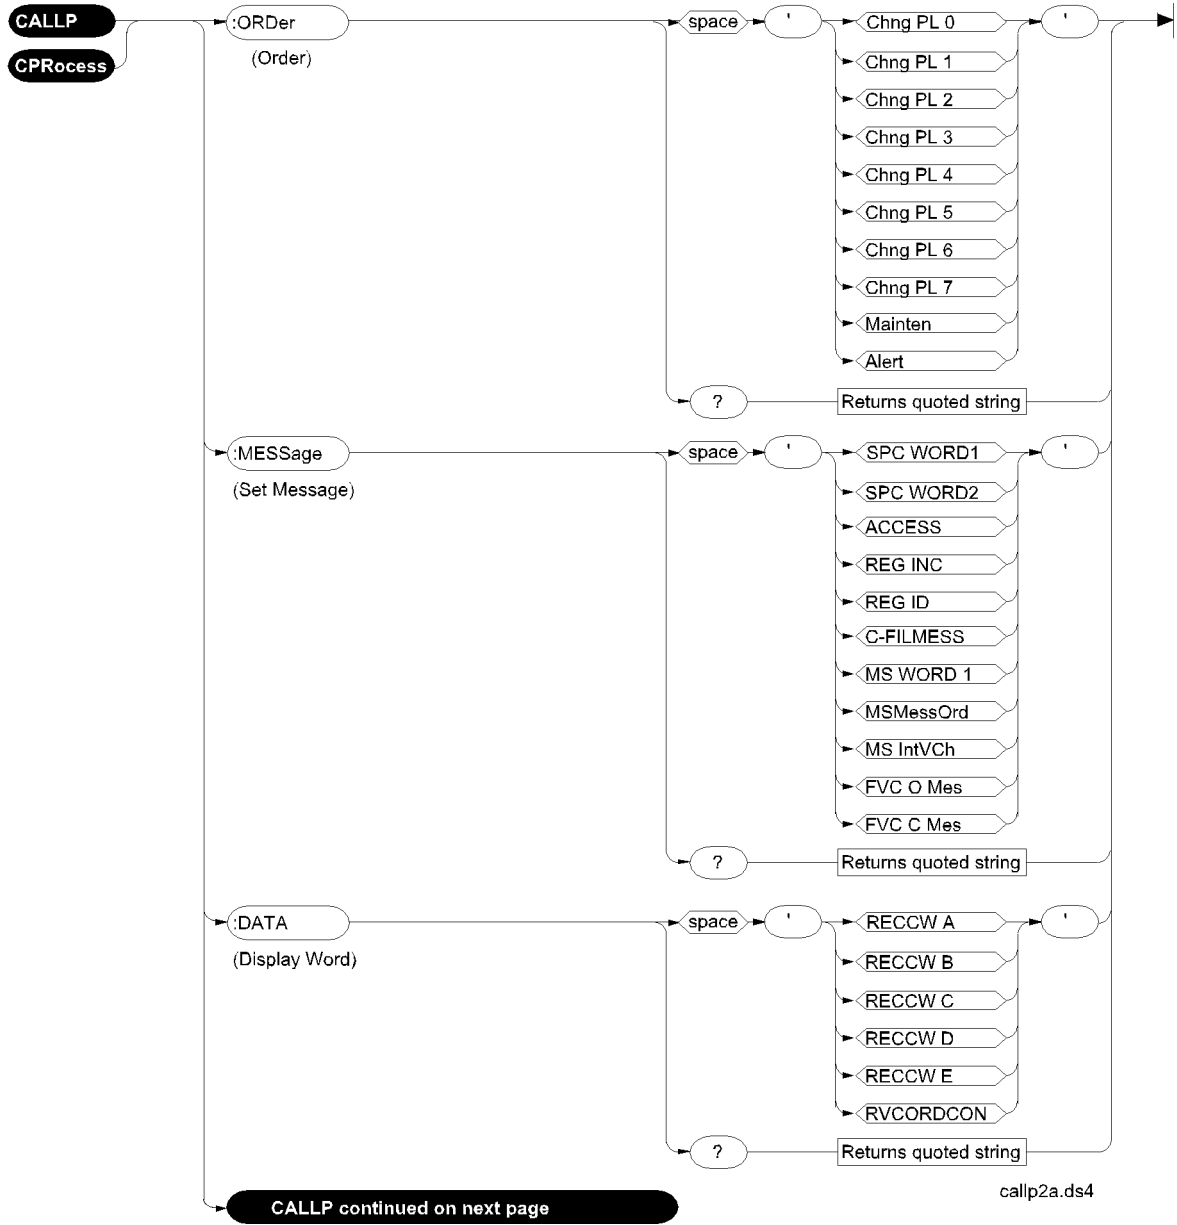 CALLP
CPRocess
:ORDer
(Order)
space
'
Chng PL 0
'
Chng PL 1
Chng PL 2
Chng PL 3
Chng PL 4
Chng PL 5
Chng PL 6
Chng PL 7
Mainten
Alert
?
Returns quoted string
:MESSage
(Set Message)
space
'
SPC WORD1
'
SPC WORD2
ACCESS
REG INC
REG ID
C-FILMESS
MS WORD 1
MSMessOrd
MS IntVCh
FVC O Mes
FVC C Mes
?
Returns quoted string
:DATA
(Display Word)
space
'
RECCW A
'
RECCW B
RECCW C
RECCW D
RECCW E
RVCORDCON
?
Returns quoted string
callp2a.ds4
CALLP continued on next page